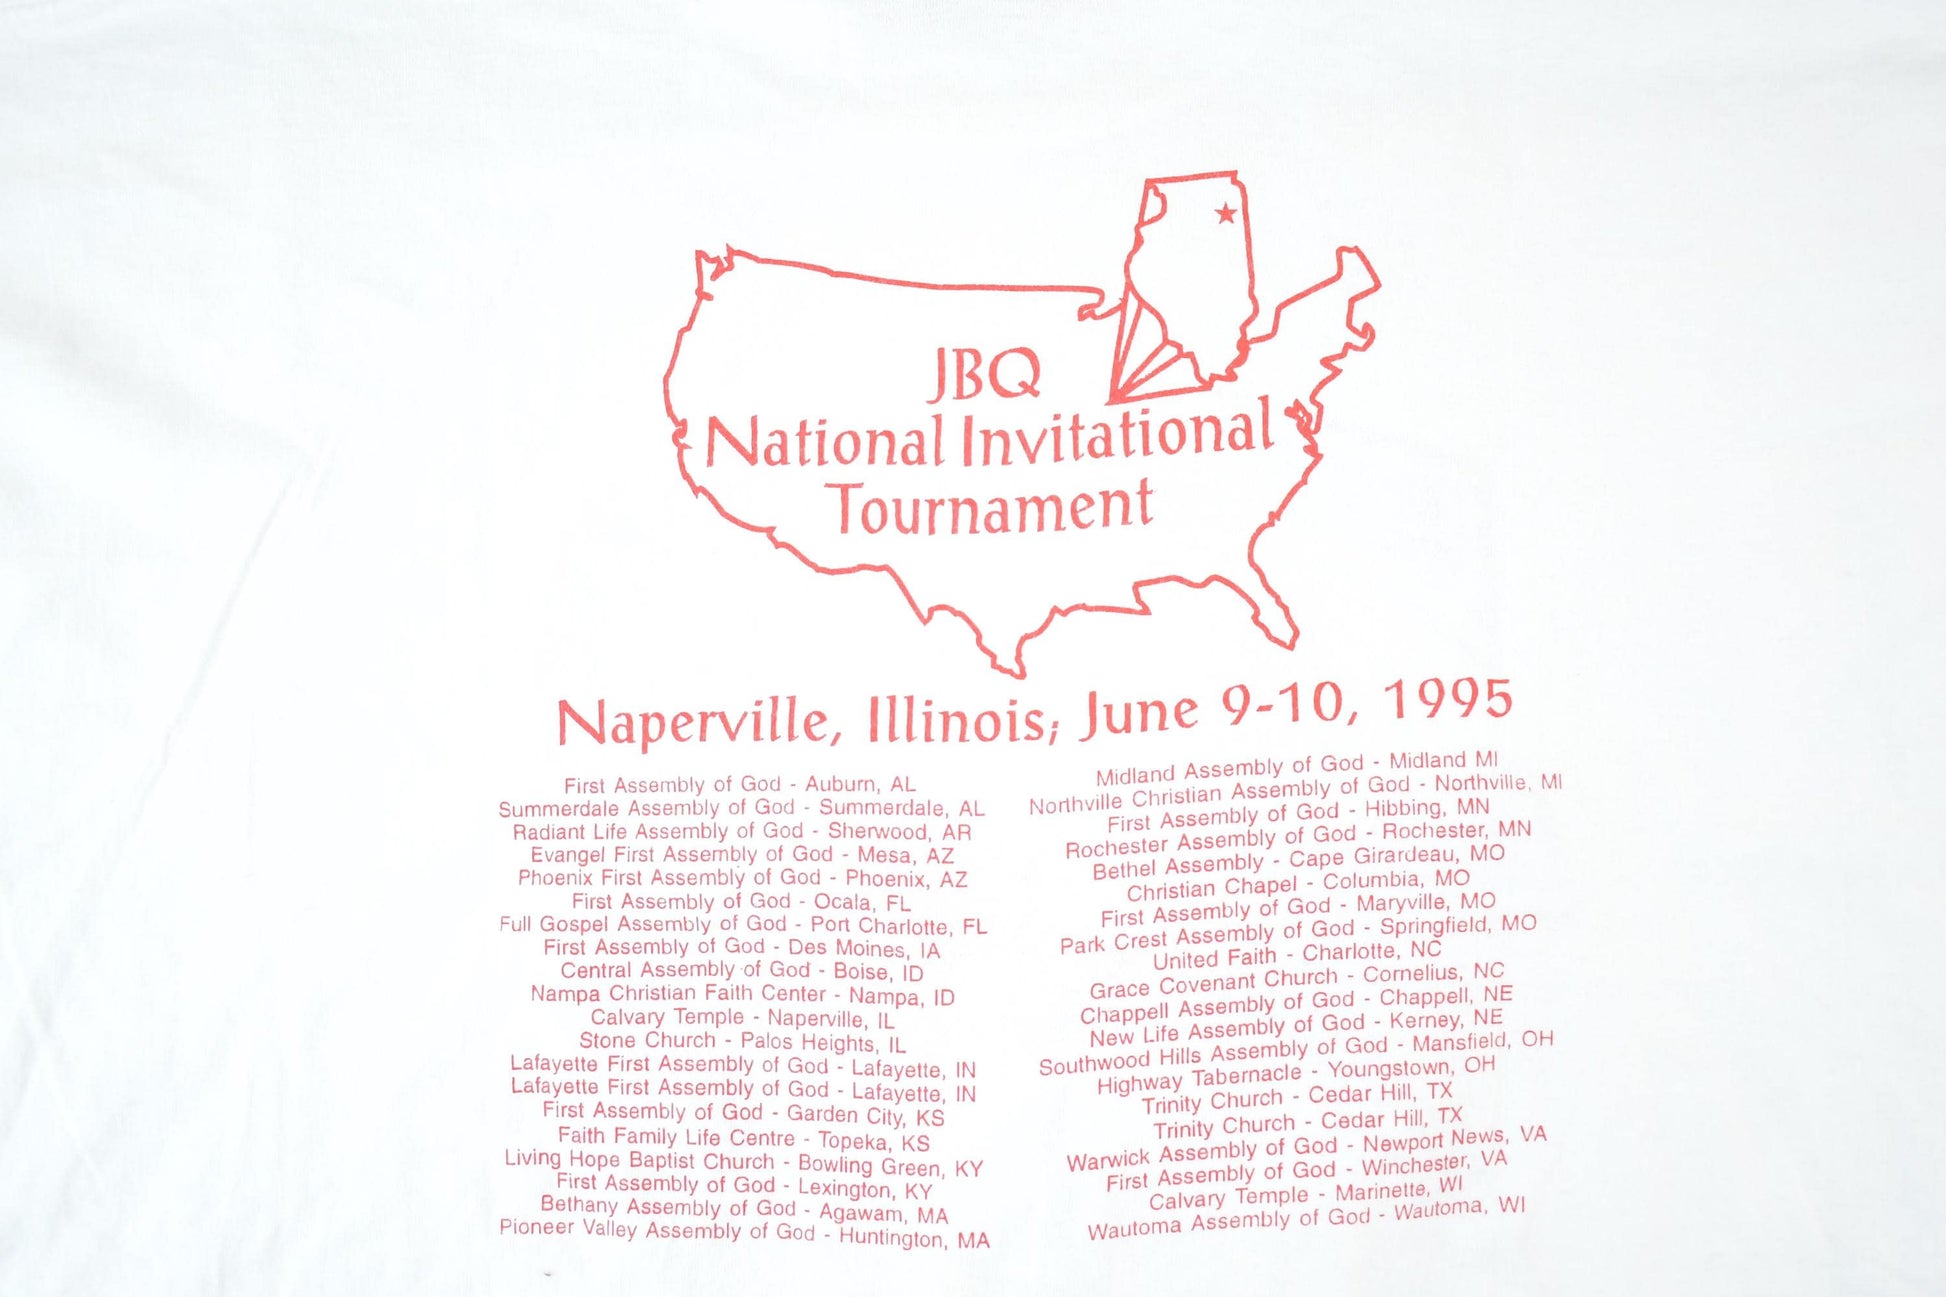 JBQ
National Invitational
Tournament
Naperville, Illinois; June 9-10, 1995
First Assembly of God - Auburn, AL
Summerdale Assembly of God - Summerdale, AL
Radiant Life Assembly of God - Sherwood, AR
Evangel First Assembly of God - Mesa, AZ
Phoenix First Assembly of God - Phoenix, AZ
First Assembly of God - Ocala, FL
Full Gospel Assembly of God - Port Charlotte, FL
First Assembly of God - Des Moines, IA
Central Assembly of God - Boise, ID
Nampa Christian Faith Center - Nampa, ID
Calvary Temple - Naperville, IL
Stone Church - Palos Heights, IL
Lafayette First Assembly of God - Lafayette, IN
Lafayette First Assembly of God - Lafayette, IN
First Assembly of God - Garden City, KS
Faith Family Life Centre - Topeka, KS
Living Hope Baptist Church - Bowling Green, KY
First Assembly of God - Lexington, KY
Bethany Assembly of God - Agawam, MA
Pioneer Valley Assembly of God - Huntington, MA
Midland Assembly of God - Midland MI
Northville Christian Assembly of God - Northville, MI
First Assembly of God - Hibbing, MN
Rochester Assembly of God - Rochester, MN
Bethel Assembly - Cape Girardeau, MO
Christian Chapel - Columbia, MO
First Assembly of God - Maryville, MO
Park Crest Assembly of God - Springfield, MO
United Faith - Charlotte, NC
Grace Covenant Church - Cornelius, NC
Chappell Assembly of God - Chappell, NE
New Life Assembly of God - Kerney, NE
Southwood Hills Assembly of God - Mansfield, OH
Highway Tabernacle - Youngstown, OH
Trinity Church - Cedar Hill, TX
Trinity Church - Cedar Hill, TX
Warwick Assembly of God - Newport News, VA
First Assembly of God - Winchester, VA
Calvary Temple - Marinette, WI
Wautoma Assembly of God - Wautoma, WI